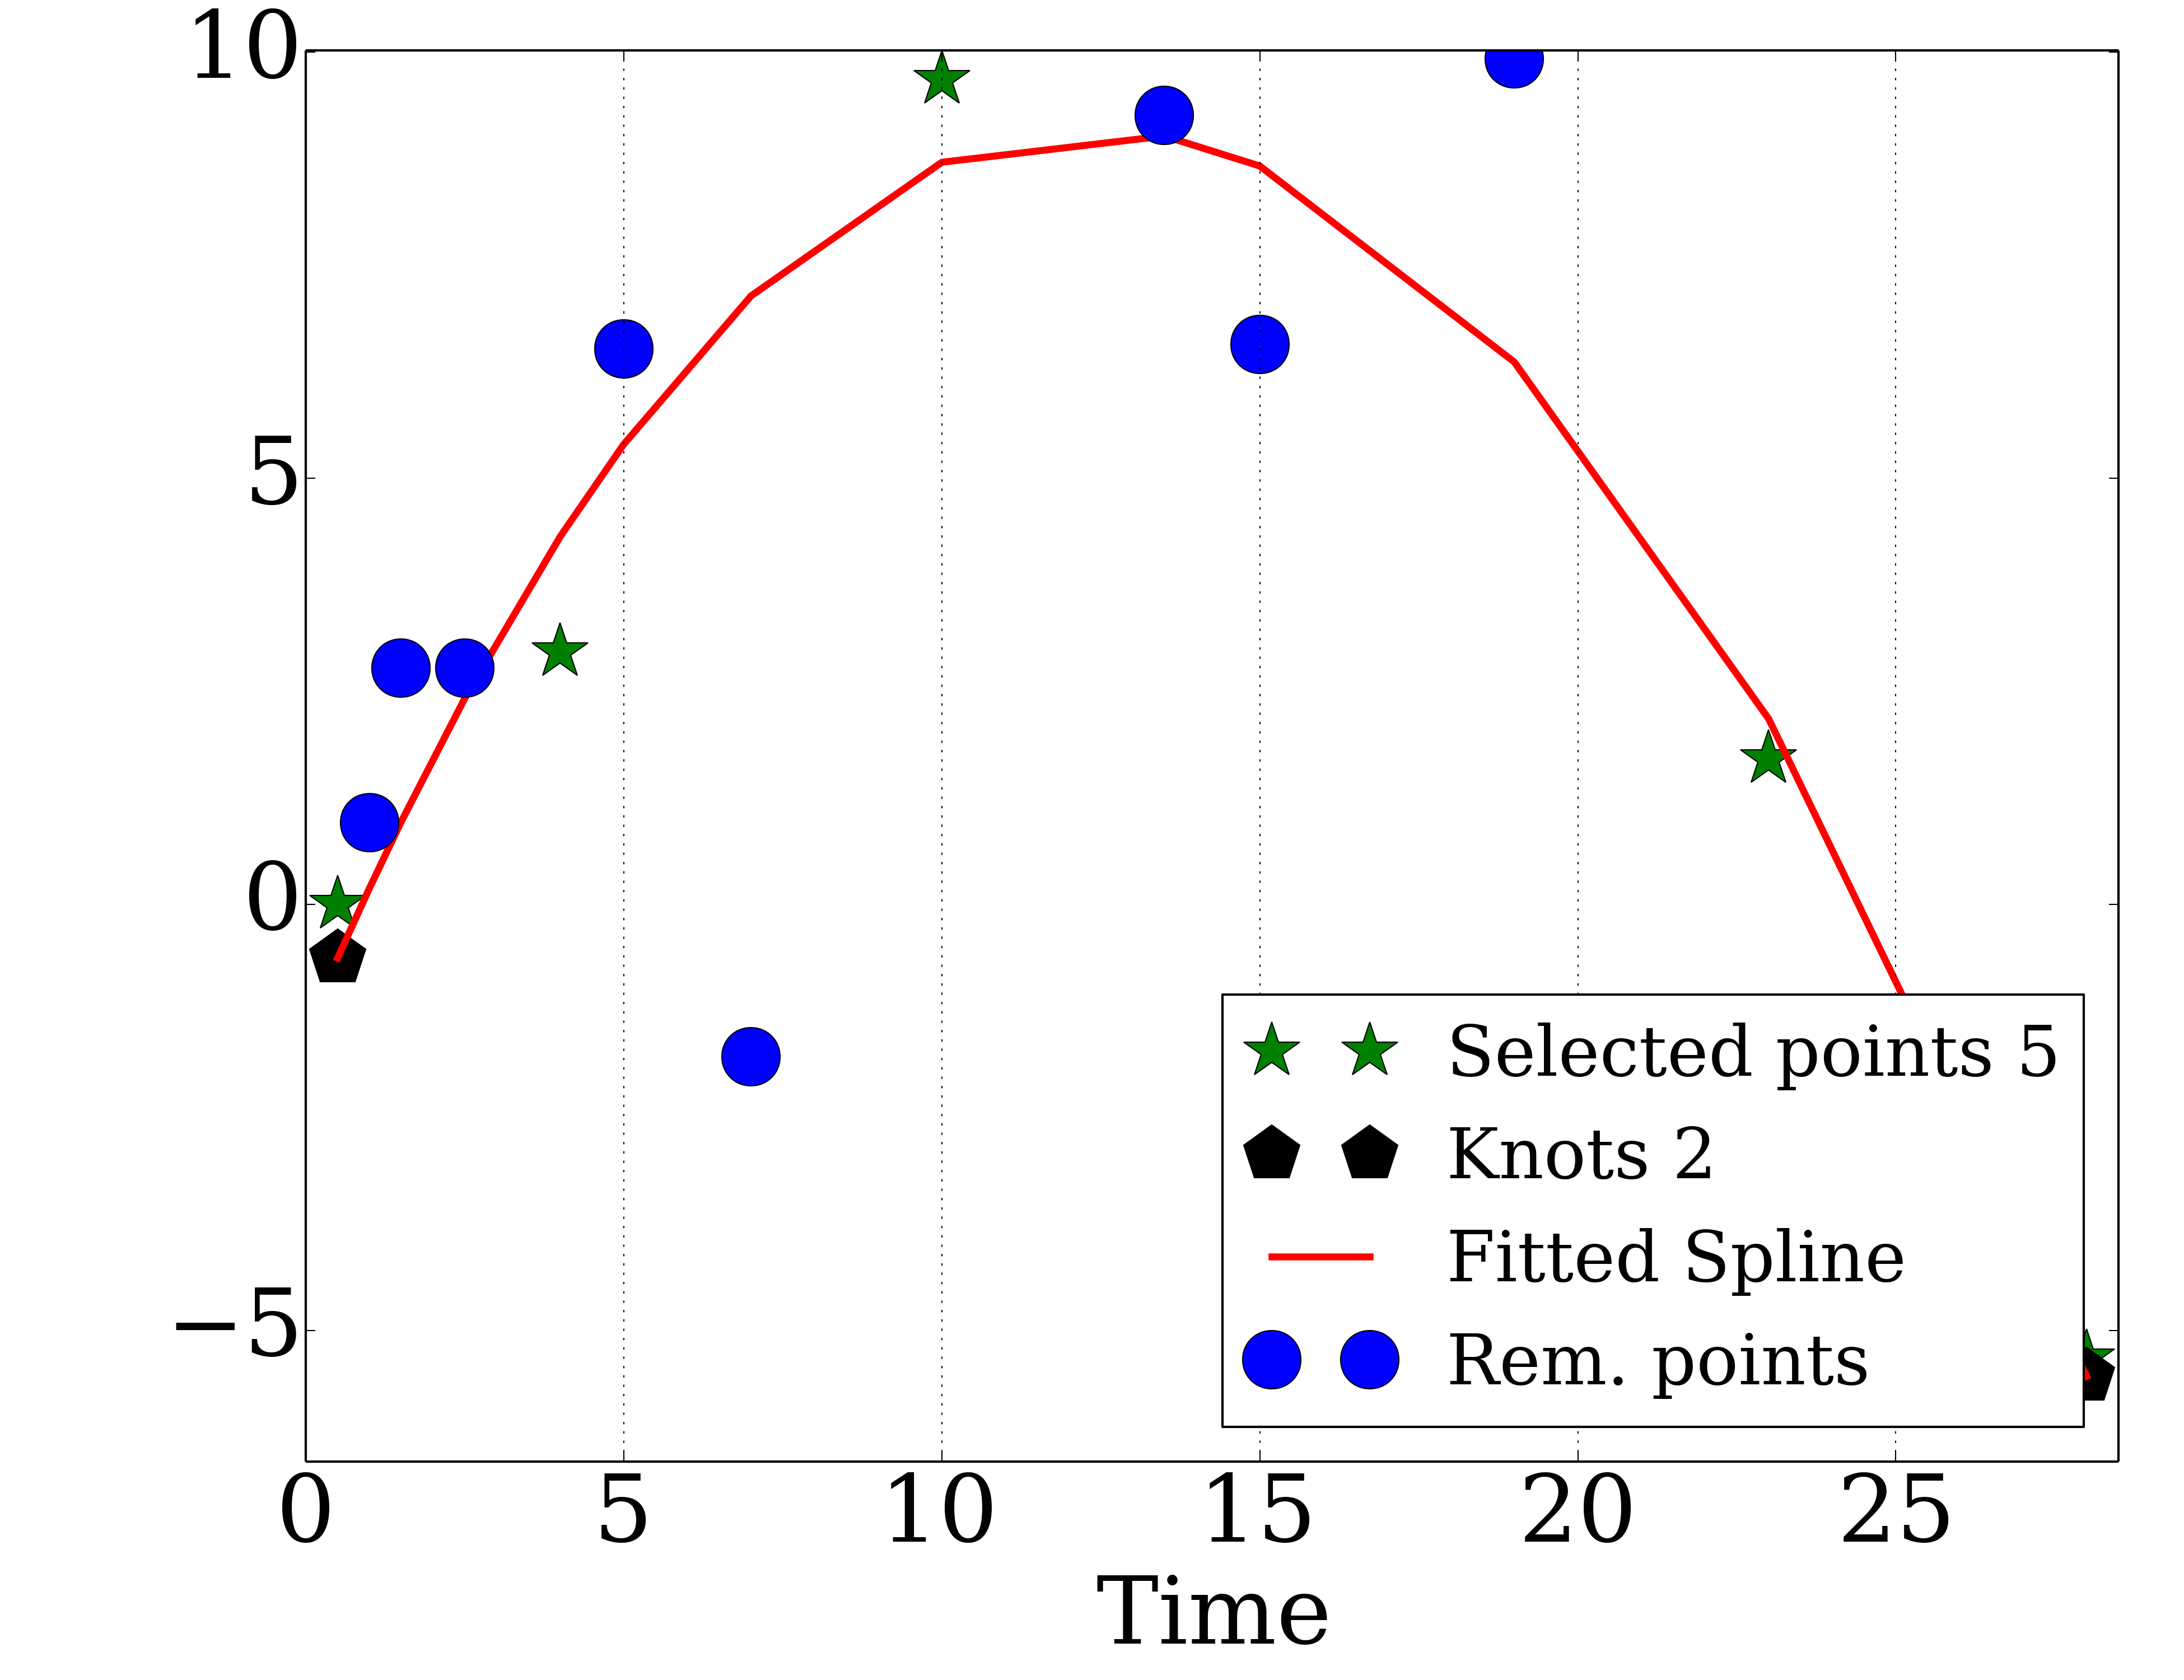 10
5
0
−5
Selected points 5
Knots 2
Fitted Spline
Rem. points
0 5 10 15 20 25
Time